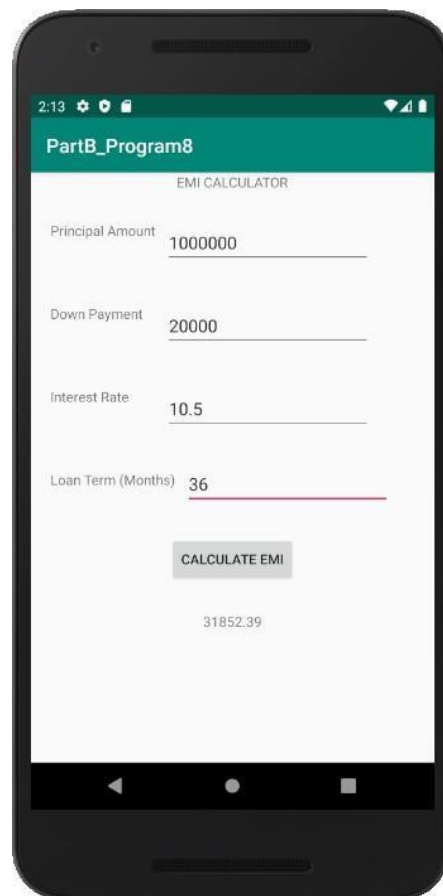 2:13
PartB_Program8
EMI CALCULATOR
Principal Amount 1000000
Down Payment 20000
Interest Rate 10.5
Loan Term (Months) 36
CALCULATE EMI
31852.39